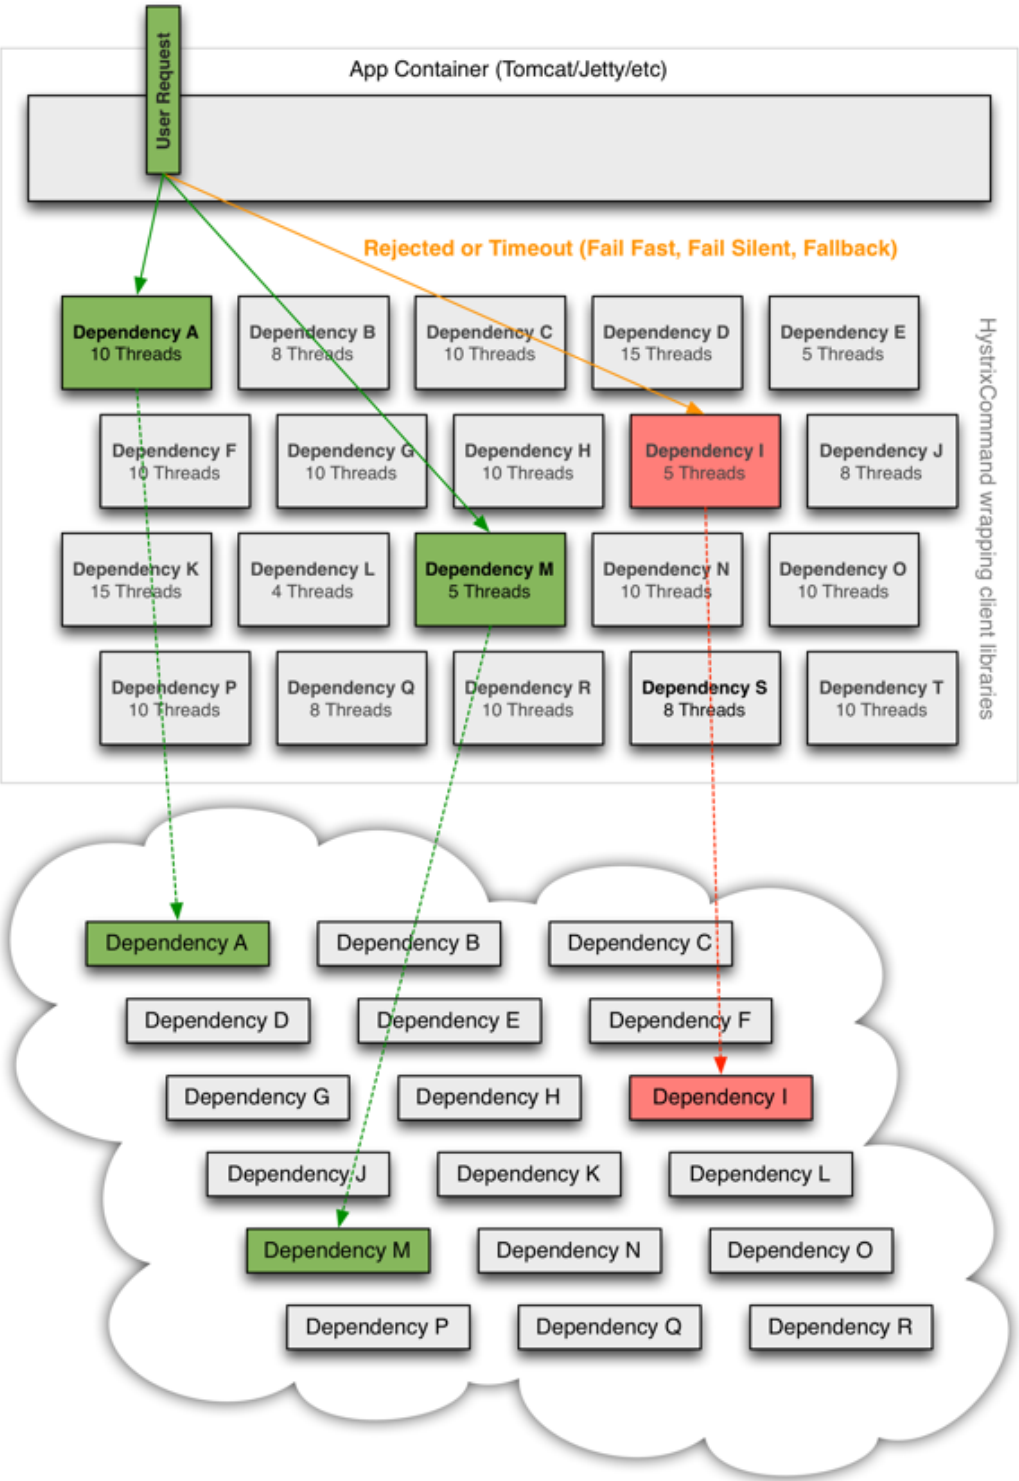 User Request
App Container (Tomcat/Jetty/etc)
Rejected or Timeout (Fail Fast, Fail Silent, Fallback)
Dependency A
10 Threads
Dependency B
8 Threads
Dependency C
10 Threads
Dependency D
15 Threads
Dependency E
5 Threads
Dependency F
10 Threads
Dependency G
10 Threads
Dependency H
10 Threads
Dependency I
5 Threads
Dependency J
8 Threads
Dependency K
15 Threads
Dependency L
4 Threads
Dependency M
5 Threads
Dependency N
10 Threads
Dependency O
10 Threads
Dependency P
10 Threads
Dependency Q
8 Threads
Dependency R
10 Threads
Dependency S
8 Threads
Dependency T
10 Threads
HystrixCommand wrapping client libraries
Dependency A
Dependency B
Dependency C
Dependency D
Dependency E
Dependency F
Dependency G
Dependency H
Dependency I
Dependency J
Dependency K
Dependency L
Dependency M
Dependency N
Dependency O
Dependency P
Dependency Q
Dependency R